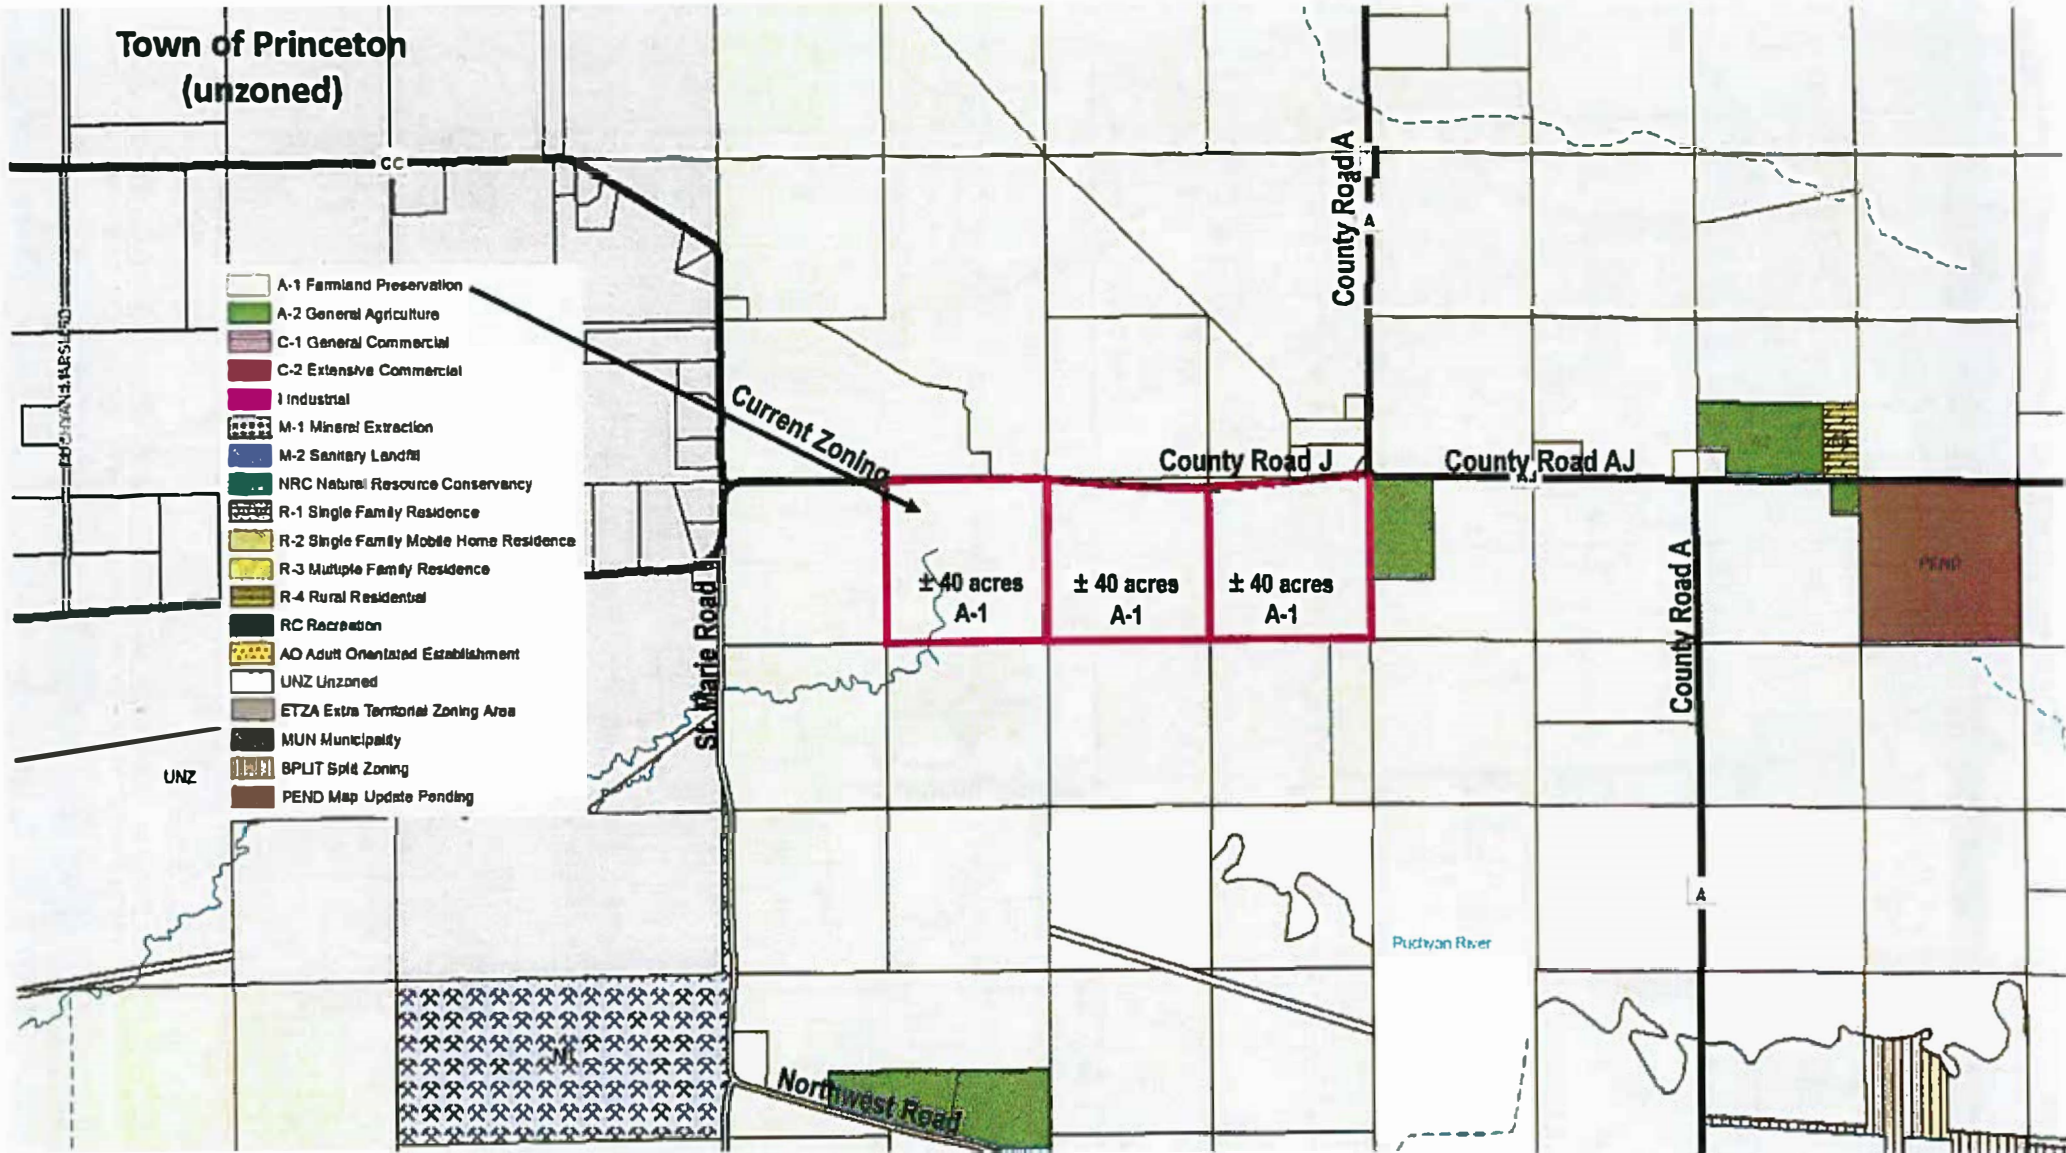 Town of Princeton
(unzoned)
CC
County Road A
A
A-1 Farmland Preservation
A-2 General Agriculture
C-1 General Commercial
C-2 Extensive Commercial
I Industrial
M-1 Mineral Extraction
M-2 Sanitary Landfill
NRC Natural Resource Conservancy
R-1 Single Family Residence
R-2 Single Family Mobile Home Residence
R-3 Multiple Family Residence
R-4 Rural Residential
RC Recreation
AO Adult Orientated Establishment
UNZ Unzoned
ETZA Extra Territorial Zoning Area
MUN Municipality
SPLIT Split Zoning
PEND Map Update Pending
Current Zoning
County Road J
County Road AJ
± 40 acres
A-1
± 40 acres
A-1
± 40 acres
A-1
PEND
St. Marie Road
County Road A
UNZ
A
Puchyan River
Northwest Road